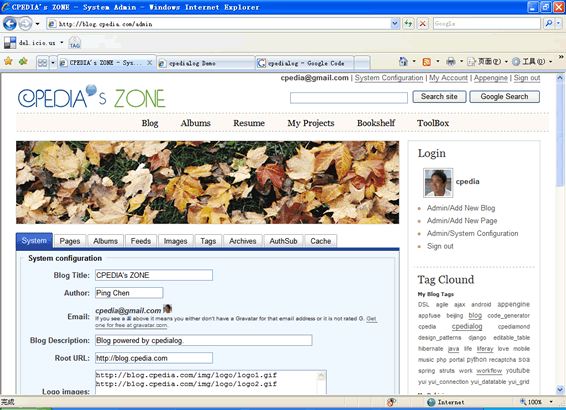 CPEDIA's ZONE - System Admin - Windows Internet Explorer
http://blog.cpedia.com/admin
Google
del.icio.us
TAG
CPEDIA's ZONE - Sys...
cpedialog Demo
cpedialog - Google Code
页面(P)
工具(O)
cpedia@gmail.com | System Configuration | My Account | Appengine | Sign out
CPEDIA's ZONE
Search site
Google Search
Blog Albums Resume My Projects Bookshelf ToolBox
System Pages Albums Feeds Images Tags Archives AuthSub Cache
System configuration
Blog Title: CPEDIA's ZONE
Author: Ping Chen
Email: cpedia@gmail.com
If you see a above it means you either don't have a Gravatar for that email address or it is not rated G. Get
one for free at gravatar.com.
Blog Description: Blog powered by cpedialog.
Root URL: http://blog.cpedia.com
Logo images: http://blog.cpedia.com/img/logo/logo1.gif
http://blog.cpedia.com/img/logo/logo2.gif
Login
cpedia
Admin/Add New Blog
Admin/Add New Page
Admin/System Configuration
Sign out
Tag Clound
My Blog Tags
DSL agile ajax android appengine
appfuse beijing blog code_generator
cpedia cpedialog cpediamond
design_patterns django editable_table
hibernate java life liferay love mobile
music php portal python recaptcha soa
spring struts work workflow youtube
yui yui_connection yui_datatable yui_grid
完成
Internet
100%